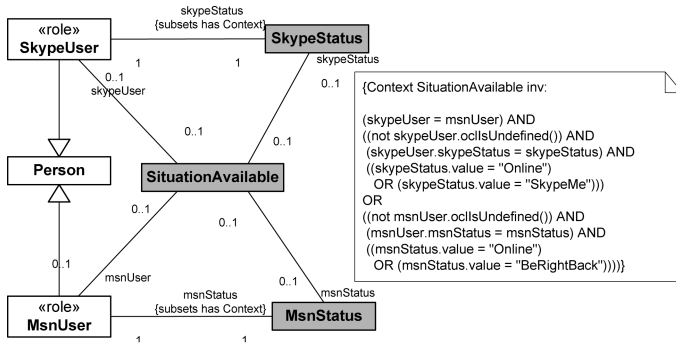 skypeStatus
{subsets has Context}
«role»
SkypeUser
SkypeStatus
1
1
skypeStatus
0..1
skypeUser
0..1
{Context SituationAvailable inv:
(skypeUser = msnUser) AND
((not skypeUser.oclIsUndefined()) AND
(skypeUser.skypeStatus = skypeStatus) AND
((skypeStatus.value = "Online")
OR (skypeStatus.value = "SkypeMe")))
OR
((not msnUser.oclIsUndefined()) AND
(msnUser.msnStatus = msnStatus) AND
((msnStatus.value = "Online")
OR (msnStatus.value = "BeRightBack"))))}
0..1
0..1
Person
SituationAvailable
0..1
0..1
0..1
msnUser
0..1
msnStatus
«role»
MsnUser
msnStatus
{subsets has Context}
MsnStatus
1
1